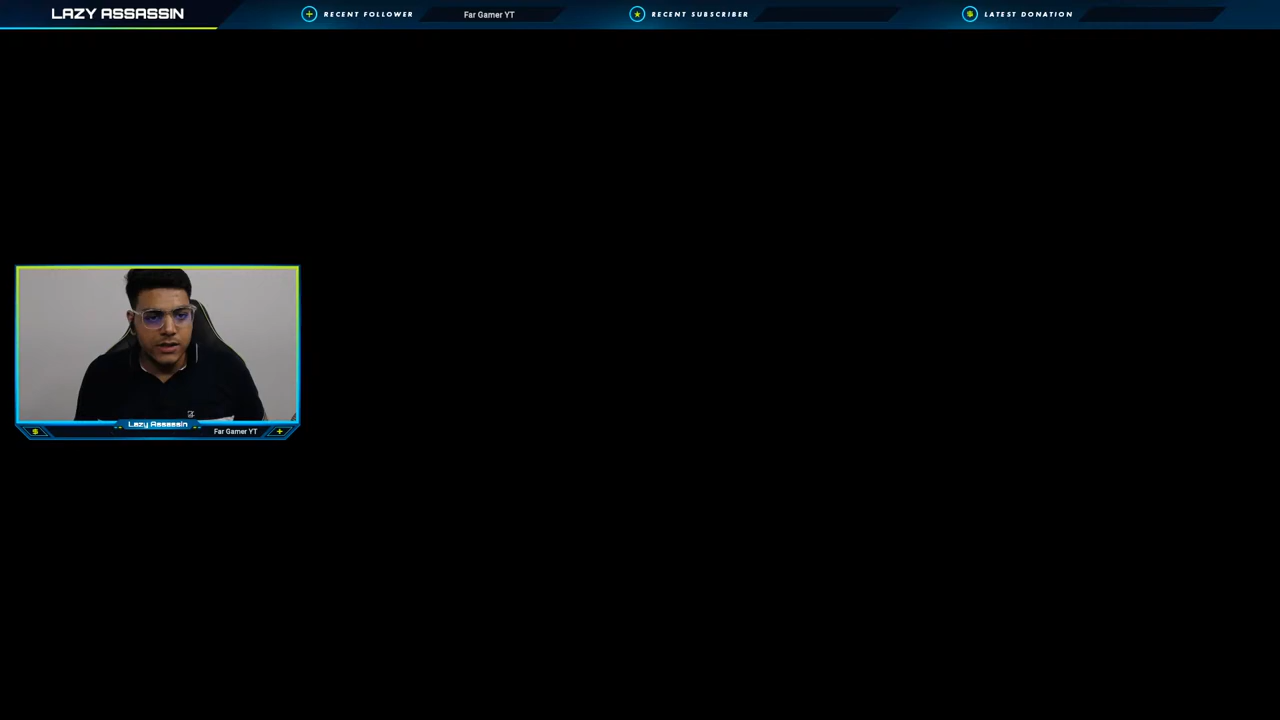 LAZY ASSASSIN
RECENT FOLLOWER
Far Gamer YT
RECENT SUBSCRIBER
LATEST DONATION
Lazy Assassin
Far Gamer YT